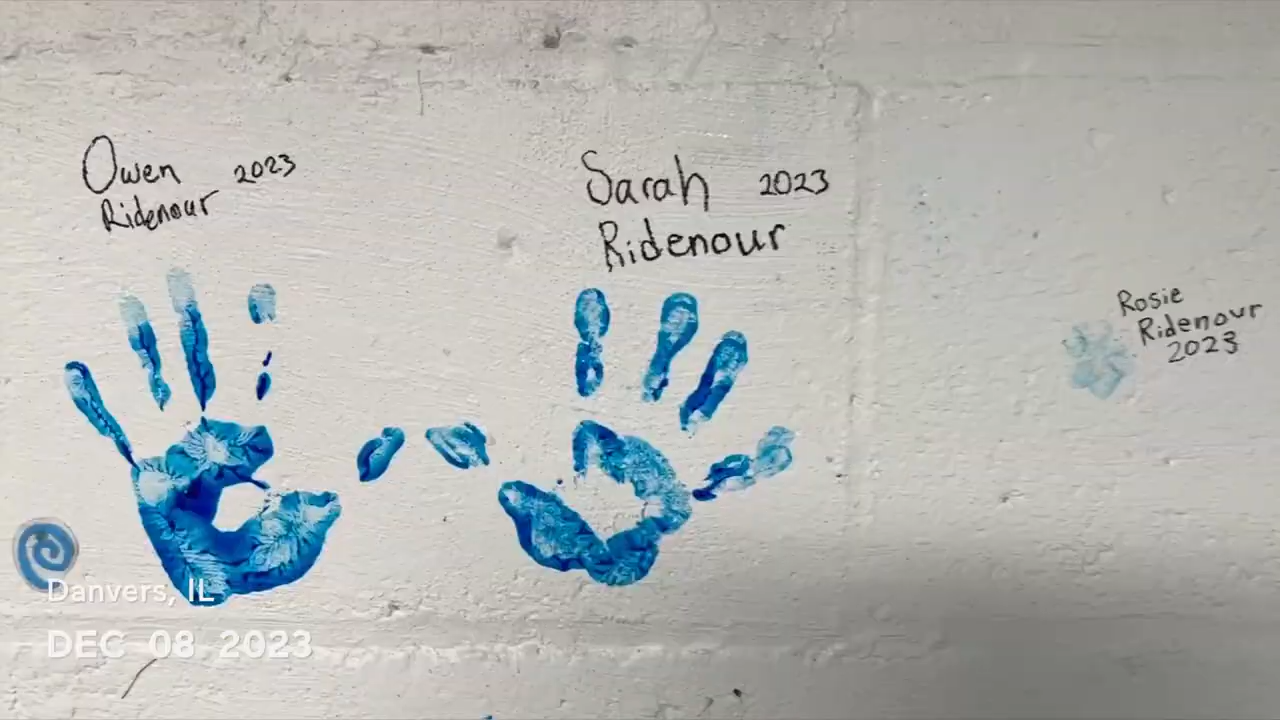 Owen 2023
Ridenour
Sarah 2023
Ridenour
Rosie
Ridenour
2023
Danvers, IL
DEC 08 2023